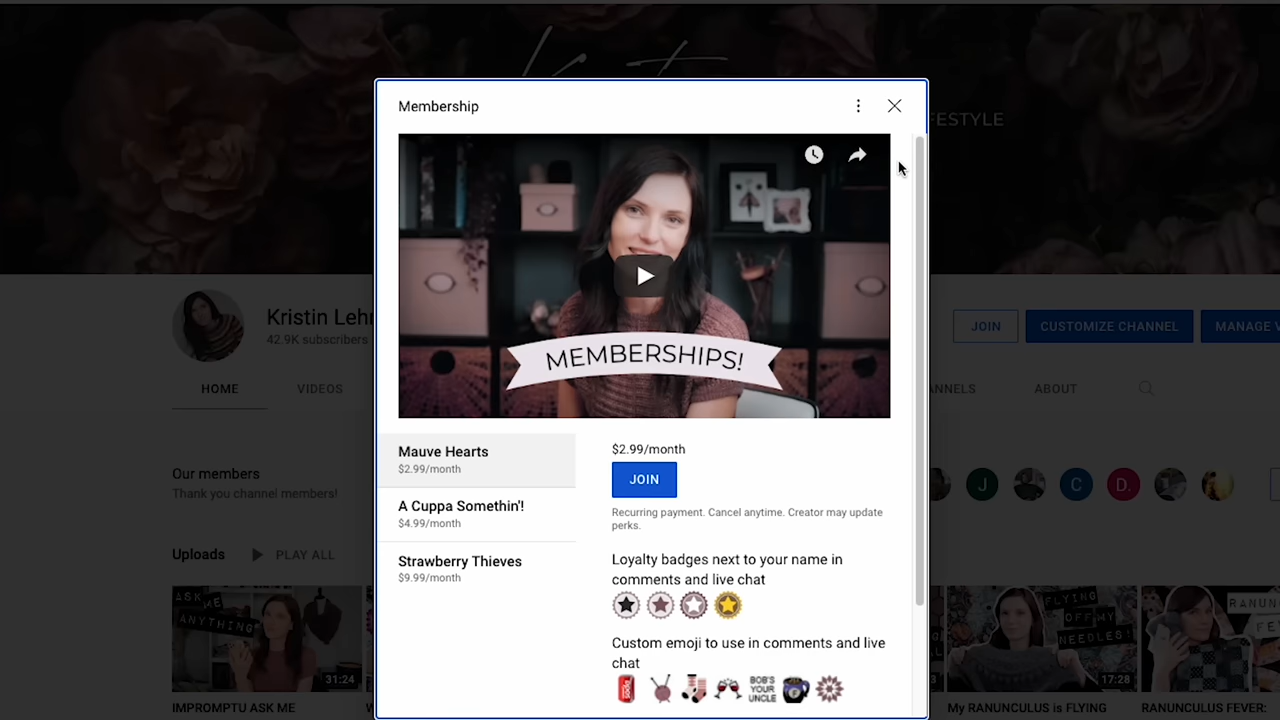 FESTYLE
Membership
MEMBERSHIPS!
Kristin Leh
42.9K subscribers
JOIN
CUSTOMIZE CHANNEL
MANAGE V
HOME
VIDEOS
ANNELS
ABOUT
Mauve Hearts
$2.99/month
A Cuppa Somethin'!
$4.99/month
Strawberry Thieves
$9.99/month
$2.99/month
JOIN
Recurring payment. Cancel anytime. Creator may update
perks.
Loyalty badges next to your name in
comments and live chat
Custom emoji to use in comments and live
chat
BOB'S
YOUR
UNCLE
Our members
Thank you channel members!
J
C
D.
Uploads
PLAY ALL
ASK
ME
ANYTHING
31:24
IMPROMPTU ASK ME
FLYING
OFF MY
NEEDLES!
17:28
My RANUNCULUS is FLYING
RANUN
FE
RANUNCULUS FEVER: